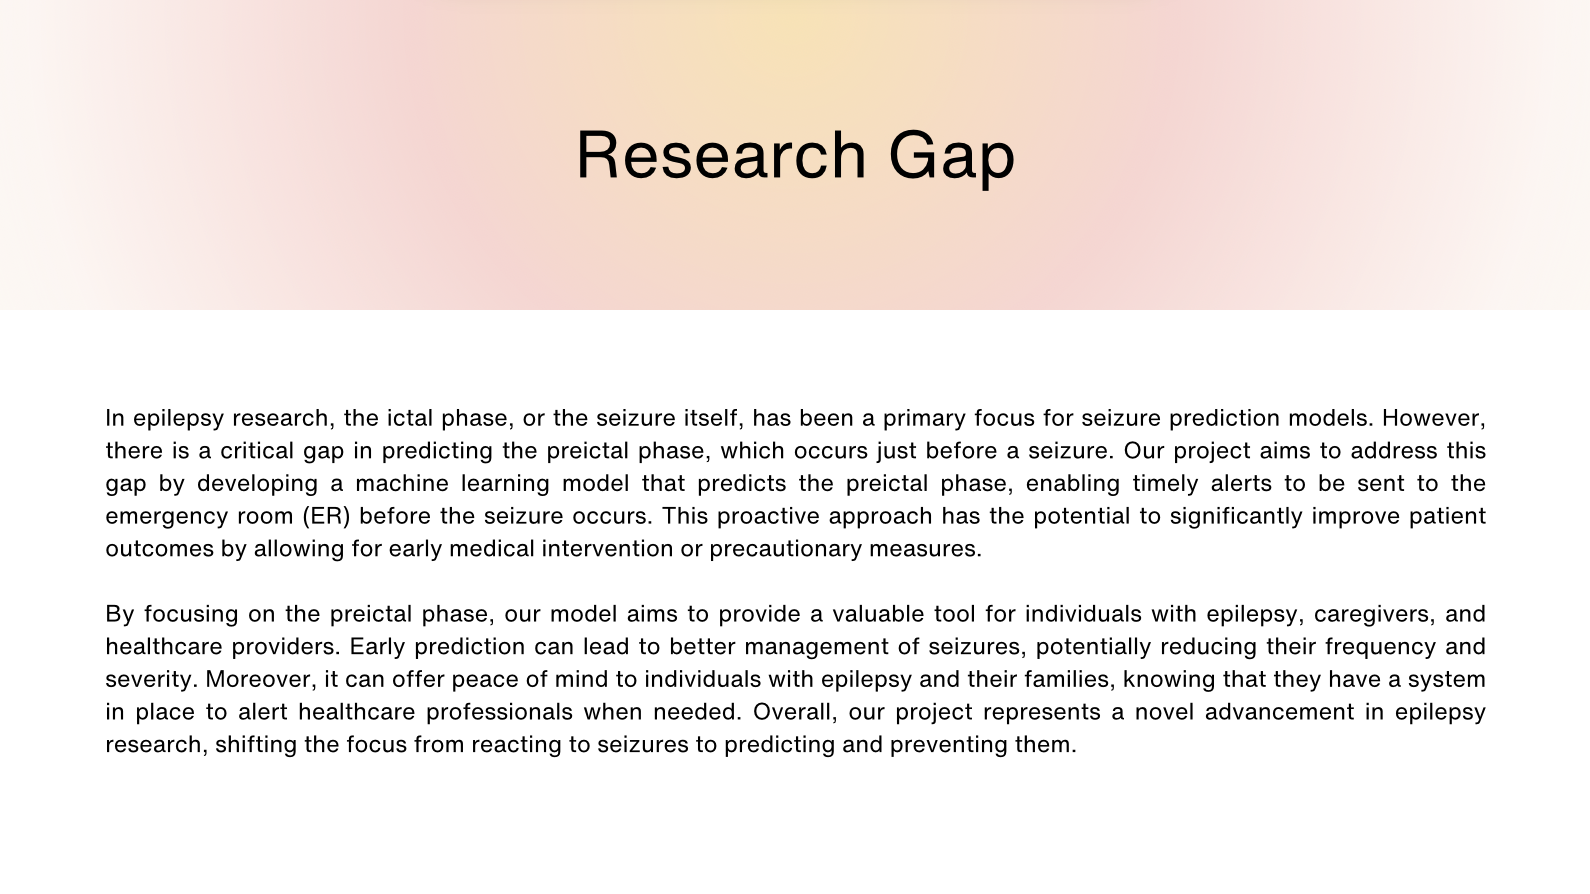 Research Gap
In epilepsy research, the ictal phase, or the seizure itself, has been a primary focus for seizure prediction models. However,
there is a critical gap in predicting the preictal phase, which occurs just before a seizure. Our project aims to address this
gap by developing a machine learning model that predicts the preictal phase, enabling timely alerts to be sent to the
emergency room (ER) before the seizure occurs. This proactive approach has the potential to significantly improve patient
outcomes by allowing for early medical intervention or precautionary measures.
By focusing on the preictal phase, our model aims to provide a valuable tool for individuals with epilepsy, caregivers, and
healthcare providers. Early prediction can lead to better management of seizures, potentially reducing their frequency and
severity. Moreover, it can offer peace of mind to individuals with epilepsy and their families, knowing that they have a system
in place to alert healthcare professionals when needed. Overall, our project represents a novel advancement in epilepsy
research, shifting the focus from reacting to seizures to predicting and preventing them.